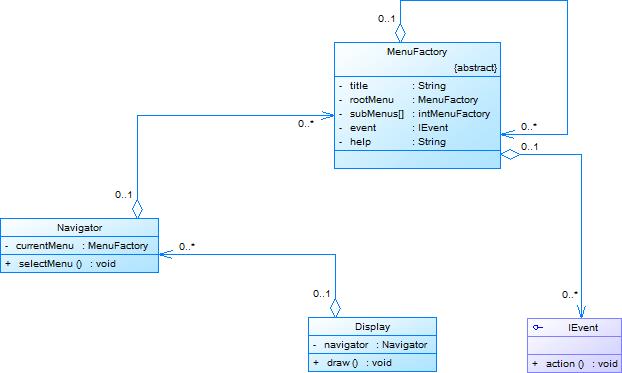 0..1
MenuFactory
{abstract}
- title : String
- rootMenu : MenuFactory
- subMenus[] : intMenuFactory
- event : IEvent
- help : String
0..*
0..*
0..1
0..1
Navigator
- currentMenu : MenuFactory
+ selectMenu () : void
0..*
0..1
0..*
Display
- navigator : Navigator
+ draw () : void
IEvent
+ action () : void